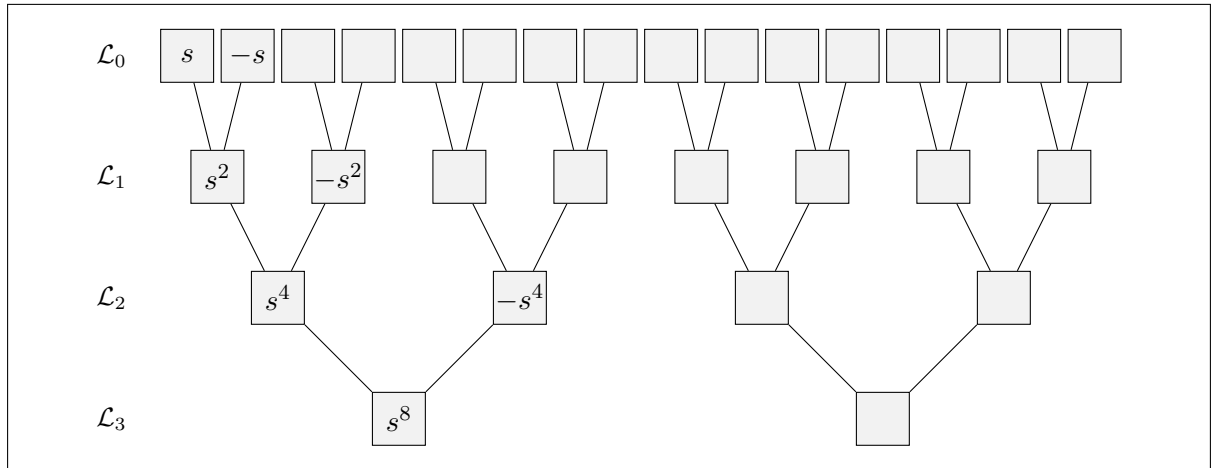 𝓛₀ s −s
𝓛₁ s² −s²
𝓛₂ s⁴ −s⁴
𝓛₃ s⁸